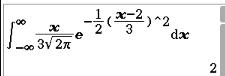 ∫_{-∞}^{∞} x/(3√(2π)) e^{-1/2((x-2)/3)^2} dx
2